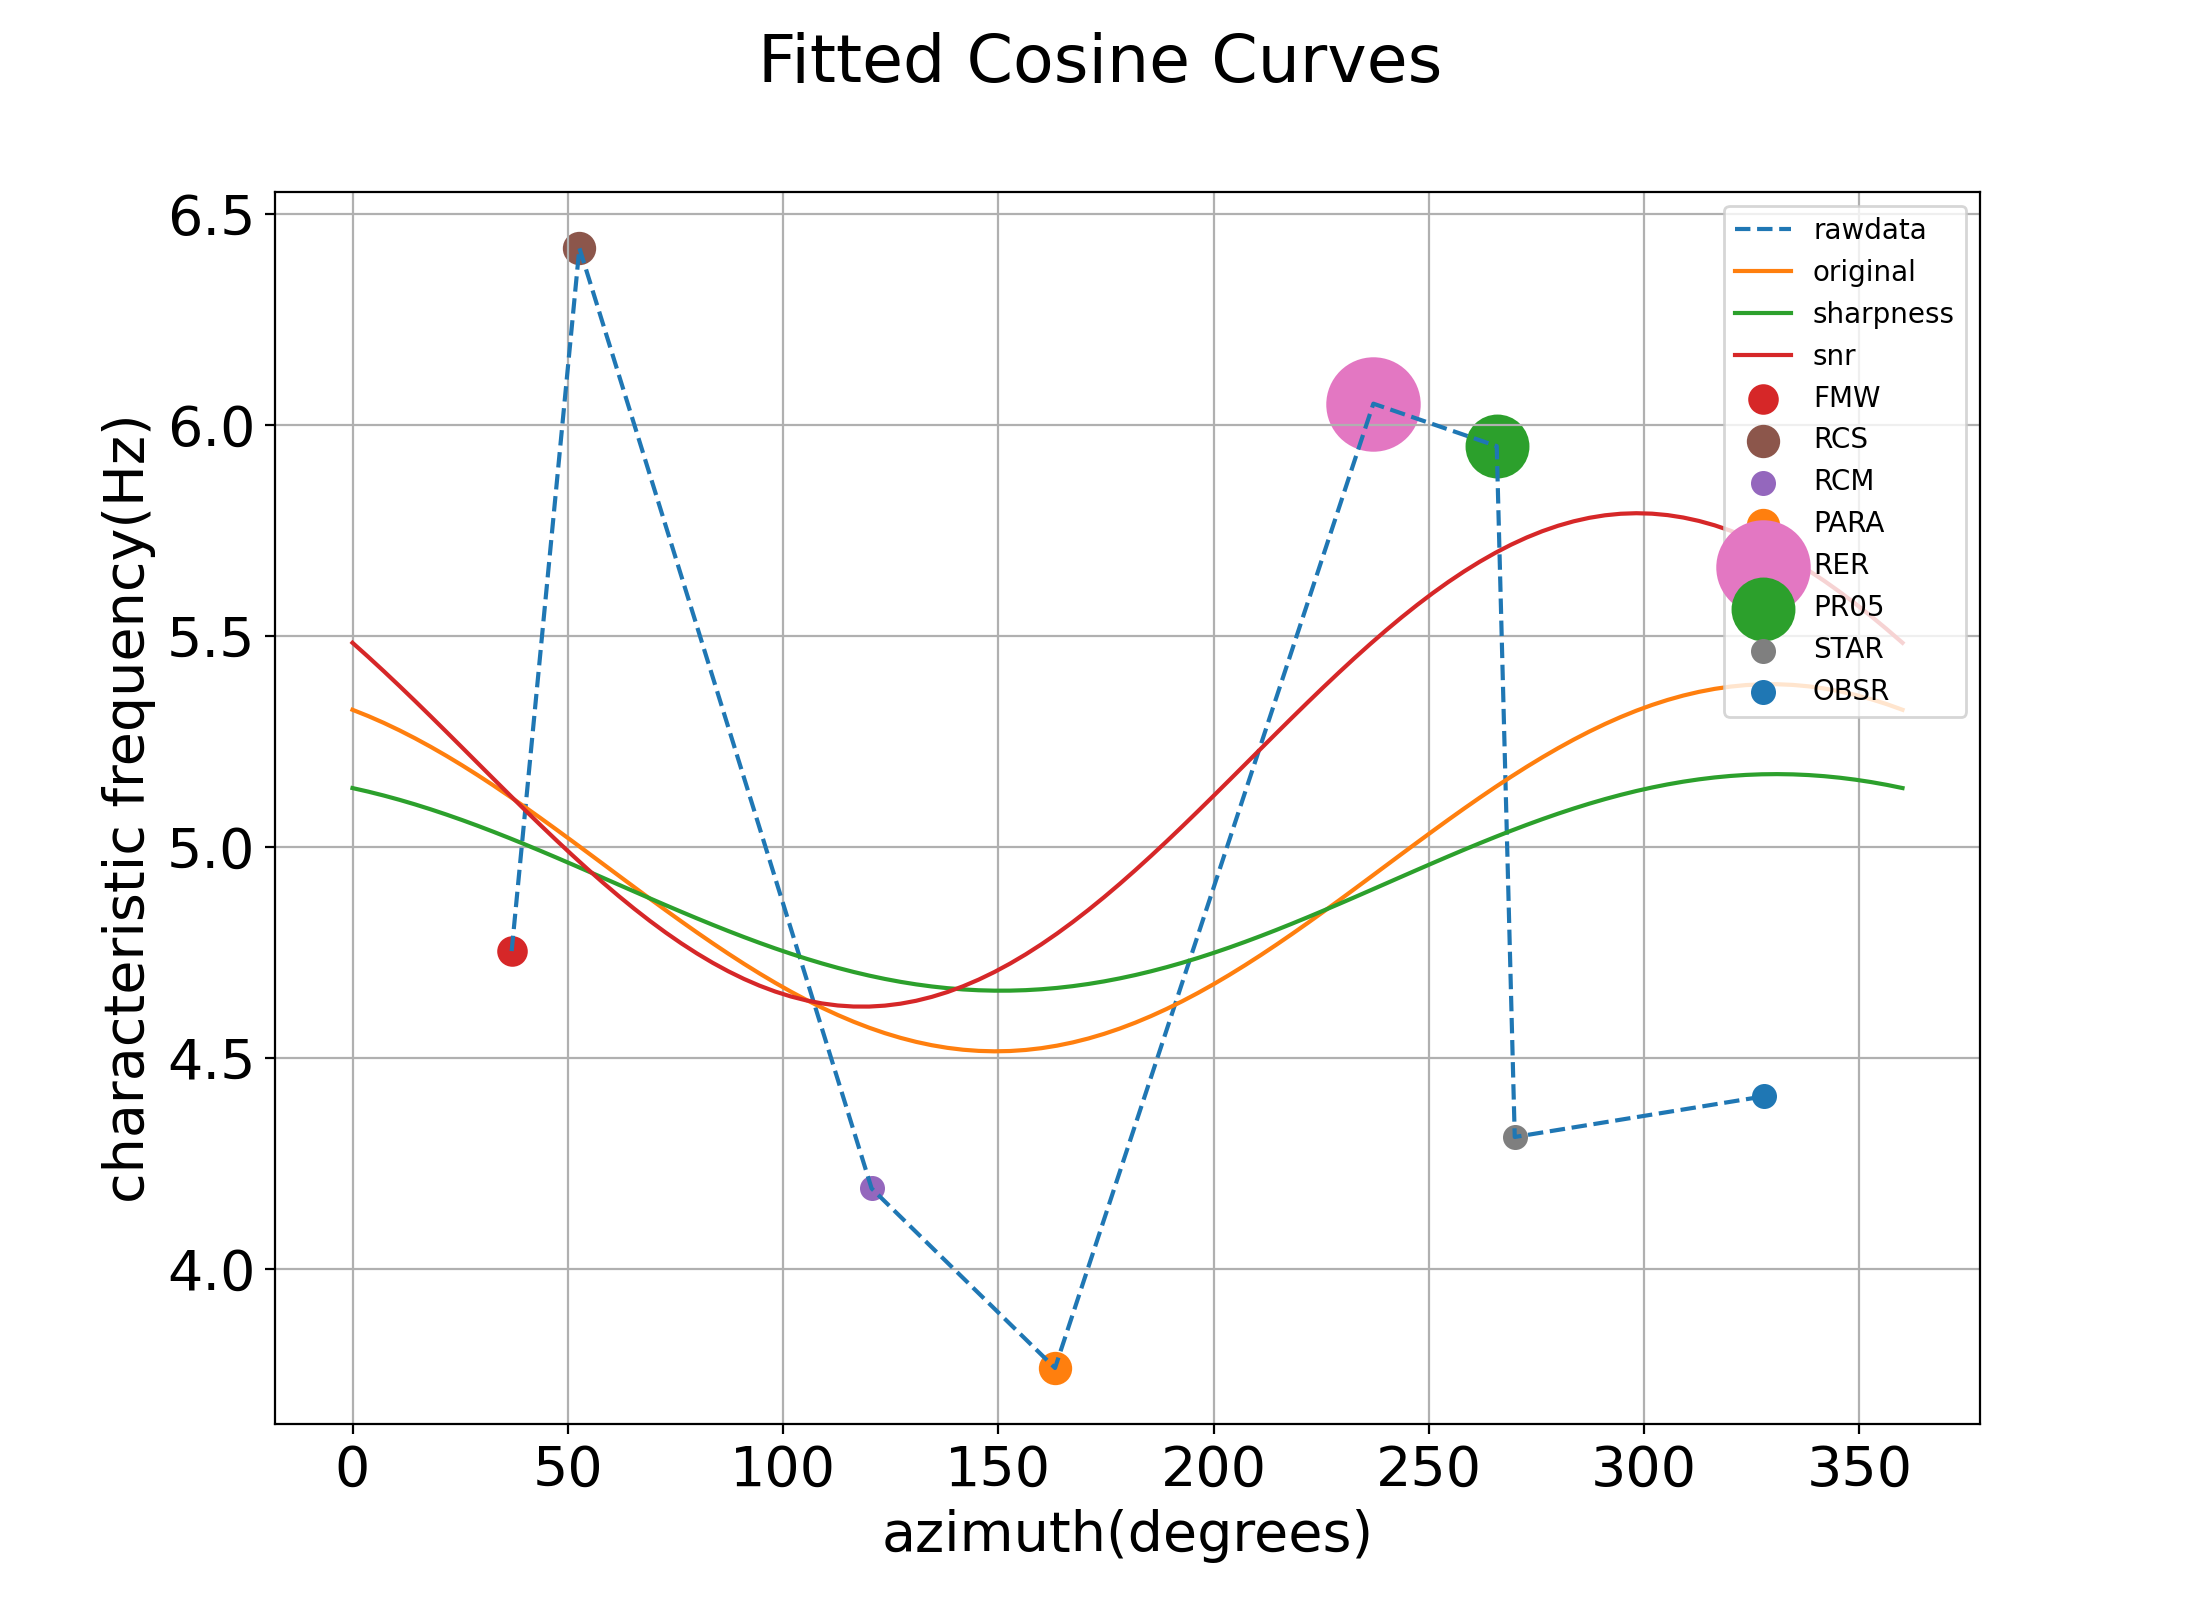 Fitted Cosine Curves
6.5
6.0
5.5
5.0
4.5
4.0
characteristic frequency(Hz)
rawdata
original
sharpness
snr
FMW
RCS
RCM
PARA
RER
PR05
STAR
OBSR
0 50 100 150 200 250 300 350
azimuth(degrees)